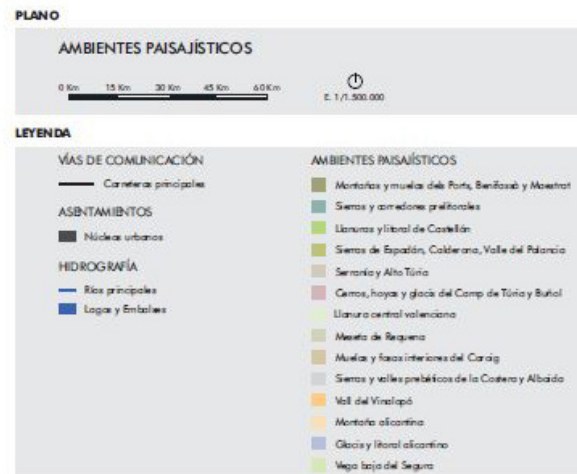 PLANO
AMBIENTES PAISAJÍSTICOS
0 Km 15 Km 30 Km 45 Km 60 Km
E. 1/1.500.000
LEYENDA
VÍAS DE COMUNICACIÓN
Carreteras principales
ASENTAMIENTOS
Núcleos urbanos
HIDROGRAFÍA
Ríos principales
Lagos y Embalses
AMBIENTES PAISAJÍSTICOS
Montañas y muelas dels Ports, Benifassà y Maestrat
Sierras y corredores prelitorales
Llanuras y litoral de Castellón
Sierras de Espadán, Calderona, Valle del Palancia
Serranía y Alto Túria
Cerros, hoyas y glacis del Camp de Túria y Buñol
Llanura central valenciana
Meseta de Requena
Muelas y fosas interiores del Caroig
Sierras y valles prebéticos de la Costera y Albaida
Vall del Vinalopó
Montaña alicantina
Glacis y litoral alicantino
Vega baja del Segura